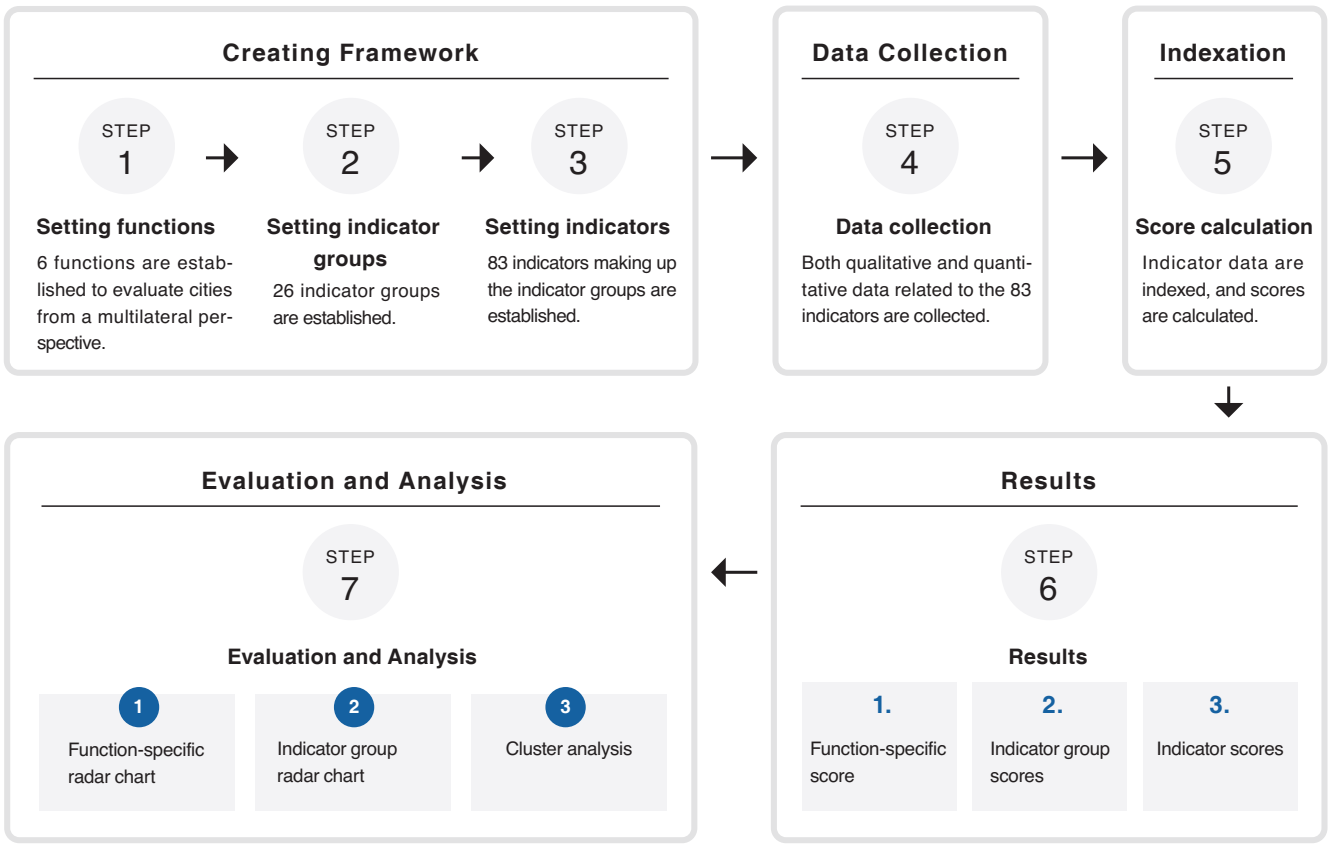 Creating Framework
STEP
1
Setting functions
6 functions are estab-
lished to evaluate cities
from a multilateral per-
spective.
STEP
2
Setting indicator
groups
26 indicator groups
are established.
STEP
3
Setting indicators
83 indicators making up
the indicator groups are
established.
Data Collection
STEP
4
Data collection
Both qualitative and quanti-
tative data related to the 83
indicators are collected.
Indexation
STEP
5
Score calculation
Indicator data are
indexed, and scores
are calculated.
Results
STEP
6
Results
1.
Function-specific
score
2.
Indicator group
scores
3.
Indicator scores
Evaluation and Analysis
STEP
7
Evaluation and Analysis
1
Function-specific
radar chart
2
Indicator group
radar chart
3
Cluster analysis